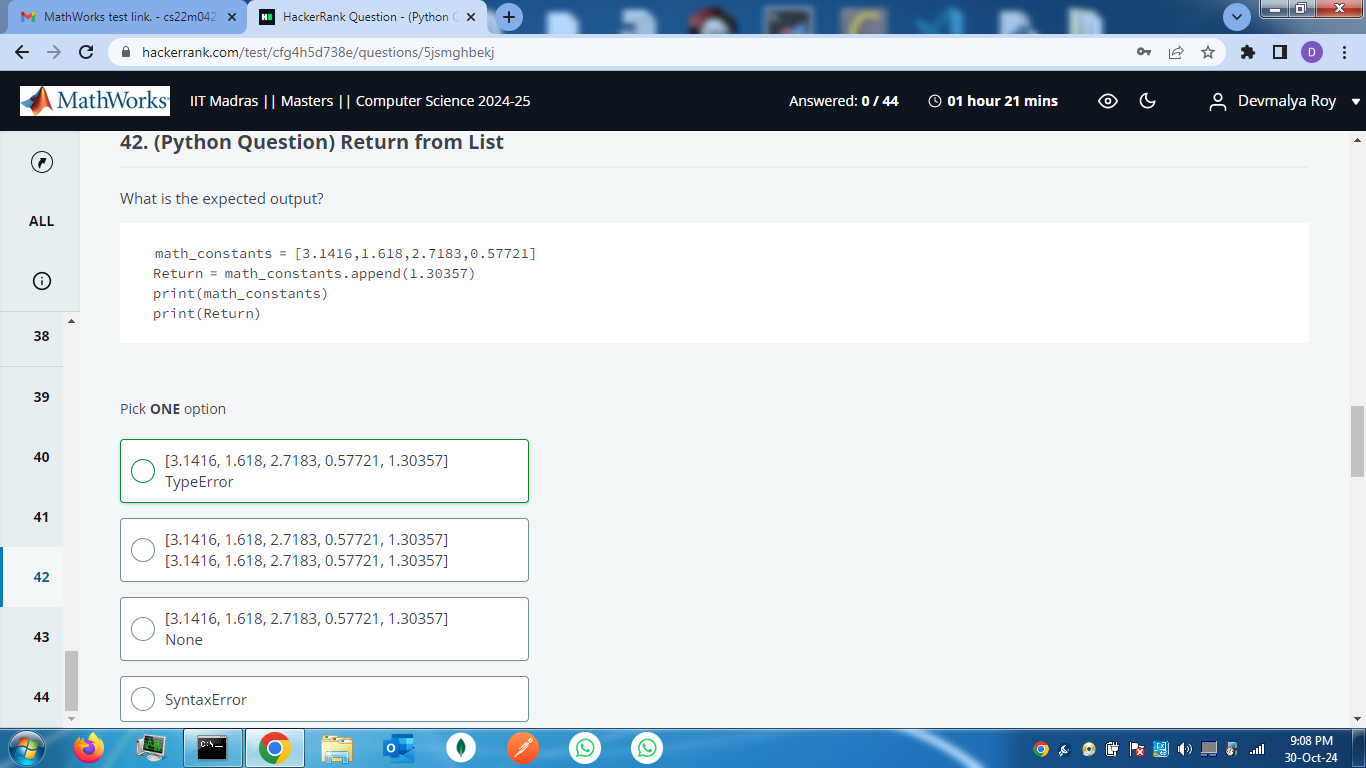 MathWorks test link. - cs22m042
HackerRank Question - (Python
hackerrank.com/test/cfg4h5d738e/questions/5jsmghbekj
D
MathWorks
IIT Madras || Masters || Computer Science 2024-25
Answered: 0 / 44
01 hour 21 mins
Devmalya Roy
42. (Python Question) Return from List
ALL
38
39
40
41
42
43
44
What is the expected output?
math_constants = [3.1416,1.618,2.7183,0.57721]
Return = math_constants.append(1.30357)
print(math_constants)
print(Return)
Pick ONE option
[3.1416, 1.618, 2.7183, 0.57721, 1.30357]
TypeError
[3.1416, 1.618, 2.7183, 0.57721, 1.30357]
[3.1416, 1.618, 2.7183, 0.57721, 1.30357]
[3.1416, 1.618, 2.7183, 0.57721, 1.30357]
None
SyntaxError
9:08 PM
30-Oct-24